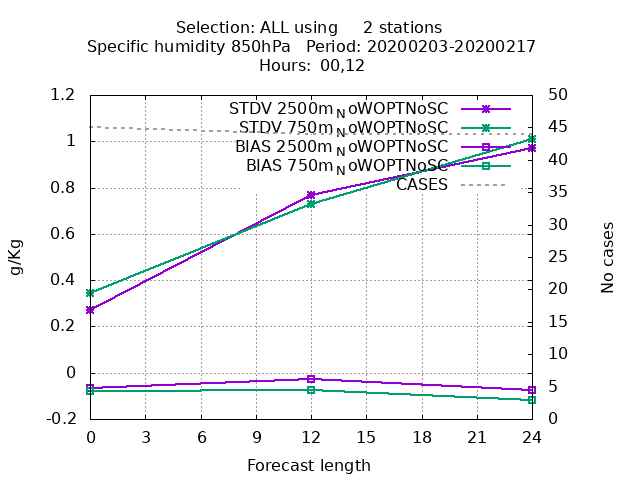 Selection: ALL using     2 stations
Specific humidity 850hPa   Period: 20200203-20200217
Hours:  00,12
STDV 2500m_NoWOPTNoSC
STDV 750m_NoWOPTNoSC
BIAS 2500m_NoWOPTNoSC
BIAS 750m_NoWOPTNoSC
CASES
1.2
1
0.8
0.6
0.4
0.2
0
-0.2
g/Kg
50
45
40
35
30
25
20
15
10
5
0
No cases
0 3 6 9 12 15 18 21 24
Forecast length